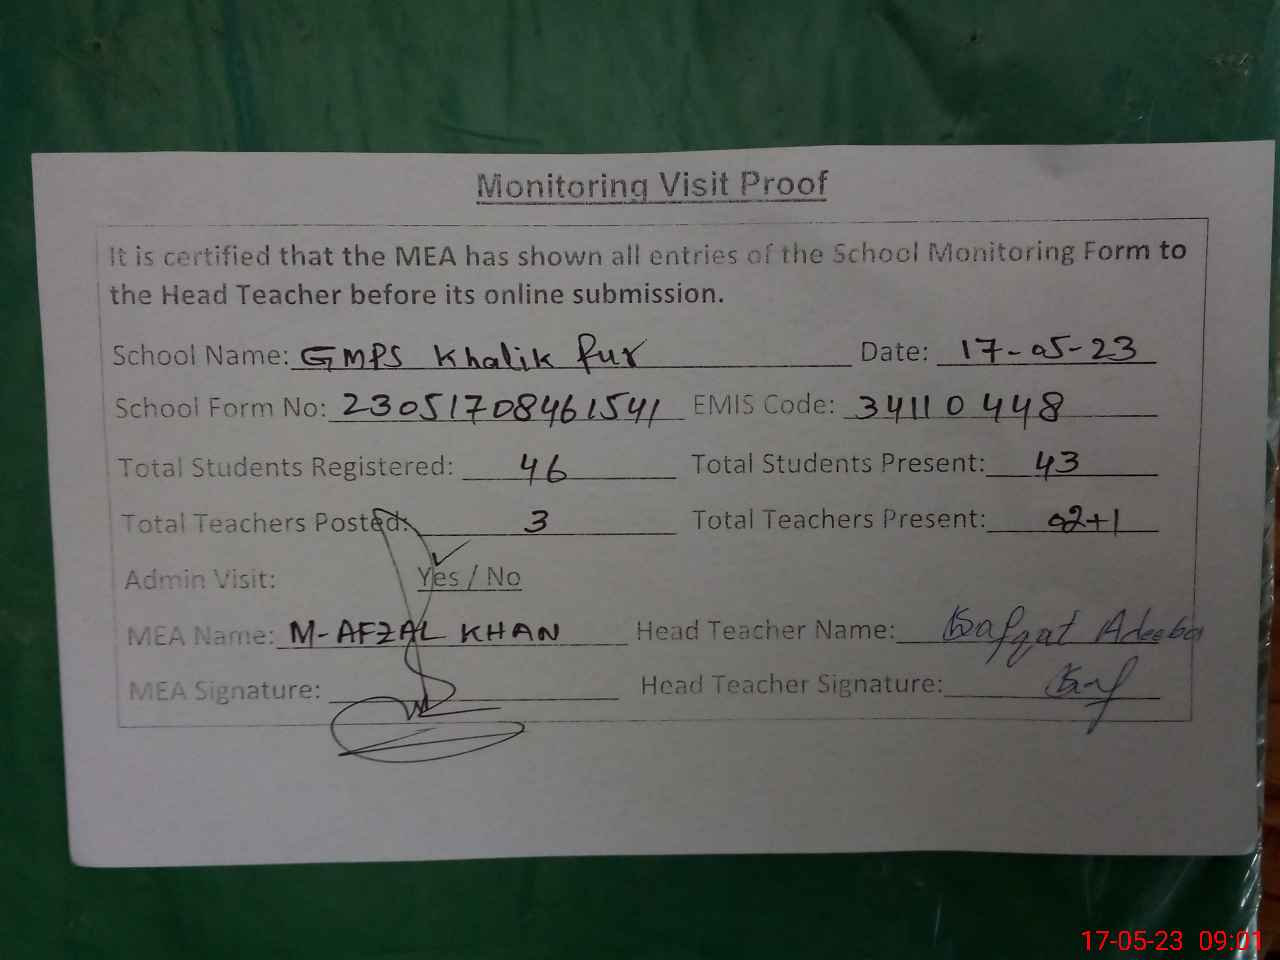 Monitoring Visit Proof
It is certified that the MEA has shown all entries of the School Monitoring Form to
the Head Teacher before its online submission.
School Name: GMPS Khalik Pur Date: 17-05-23
School Form No: 23051708461541 EMIS Code: 34110448
Total Students Registered: 46 Total Students Present: 43
Total Teachers Posted: 3 Total Teachers Present: 02+1
Admin Visit: Yes / No
MEA Name: M-AFZAL KHAN Head Teacher Name: Adeeba
MEA Signature: Head Teacher Signature:
17-05-23 09:01